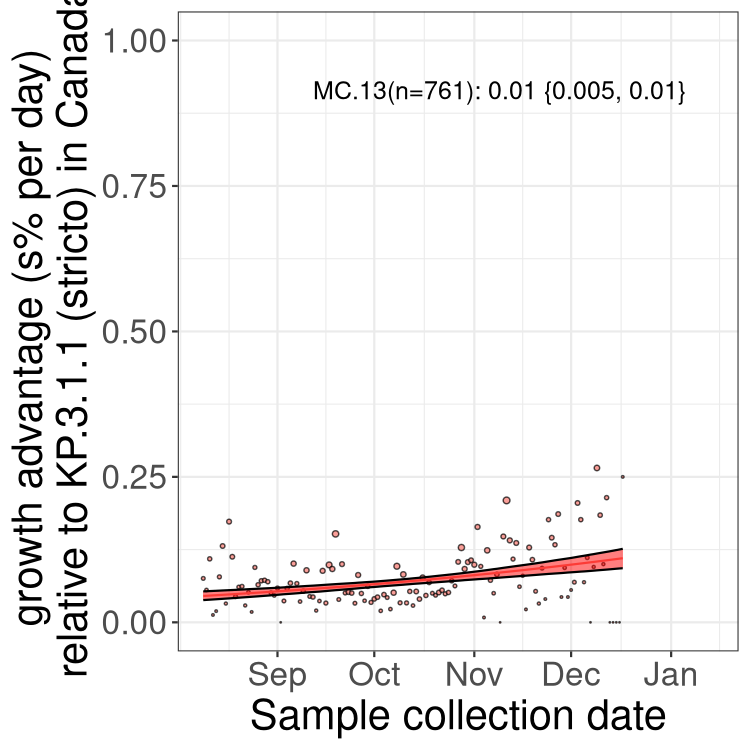 growth advantage (s% per day)
relative to KP.3.1.1 (stricto) in Canada
1.00
0.75
0.50
0.25
0.00
MC.13(n=761): 0.01 {0.005, 0.01}
Sep Oct Nov Dec Jan
Sample collection date